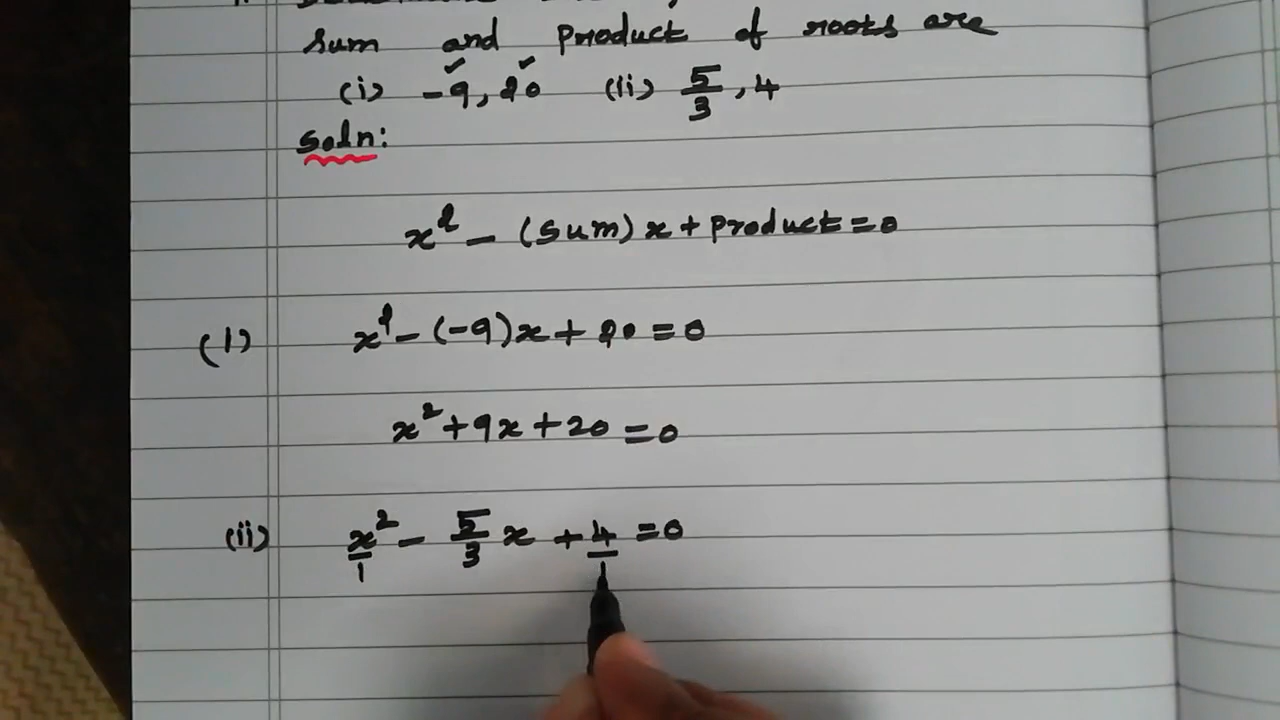 sum and product of roots are
(i) -9, 20 (ii) 5/3, 4
Soln:
x² - (sum) x + product = 0
(i) x² - (-9)x + 20 = 0
x² + 9x + 20 = 0
(ii) x²/1 - 5/3 x + 4/1 = 0